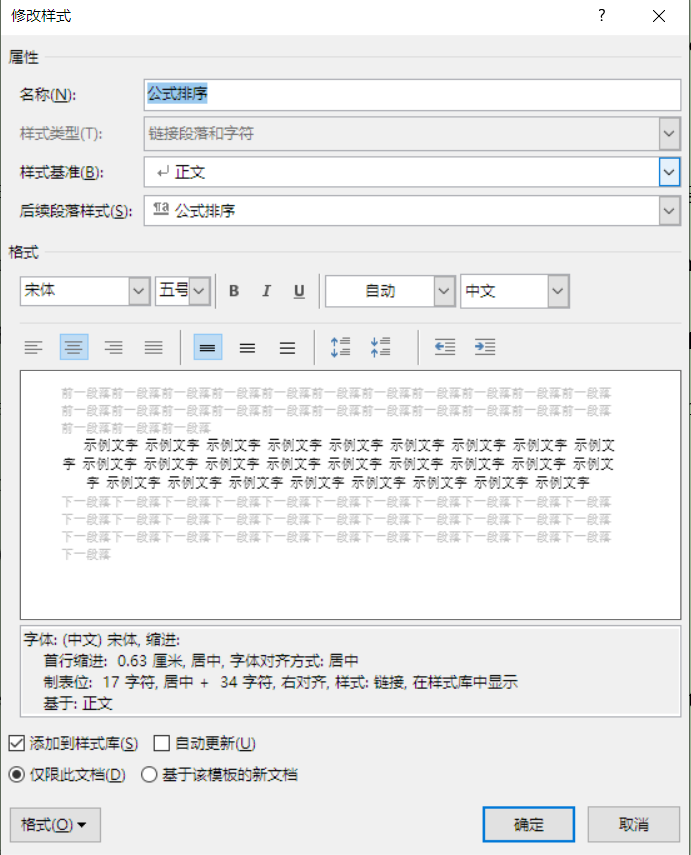 修改样式
?
属性
名称(N):
公式排序
样式类型(T):
链接段落和字符
样式基准(B):
正文
后续段落样式(S):
公式排序
格式
宋体
五号
B
I
U
自动
中文
前一段落前一段落前一段落前一段落前一段落前一段落前一段落前一段落前一段落前一段落前一段落
前一段落前一段落前一段落前一段落前一段落前一段落前一段落前一段落前一段落前一段落前一段落
前一段落前一段落前一段落
示例文字 示例文字 示例文字 示例文字 示例文字 示例文字 示例文字 示例文字 示例文
字 示例文字 示例文字 示例文字 示例文字 示例文字 示例文字 示例文字 示例文字 示例文
字 示例文字 示例文字 示例文字 示例文字 示例文字 示例文字 示例文字 示例文字
下一段落下一段落下一段落下一段落下一段落下一段落下一段落下一段落下一段落下一段落下一段落
下一段落下一段落下一段落下一段落下一段落下一段落下一段落下一段落下一段落下一段落下一段落
下一段落下一段落下一段落下一段落下一段落下一段落下一段落下一段落下一段落下一段落下一段落
下一段落
字体: (中文) 宋体, 缩进:
首行缩进: 0.63 厘米, 居中, 字体对齐方式: 居中
制表位: 17 字符, 居中 + 34 字符, 右对齐, 样式: 链接, 在样式库中显示
基于: 正文
添加到样式库(S)
自动更新(U)
仅限此文档(D)
基于该模板的新文档
格式(O)
确定
取消